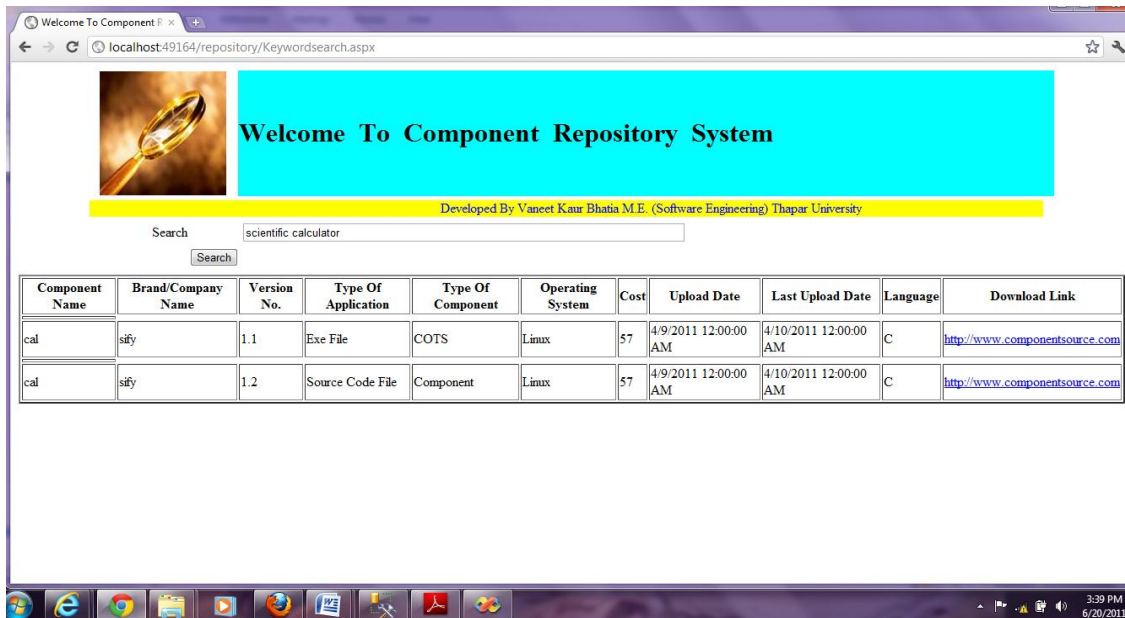 Welcome To Component R
localhost:49164/repository/Keywordsearch.aspx
Welcome To Component Repository System
Developed By Vaneet Kaur Bhatia M.E. (Software Engineering) Thapar University
Search
scientific calculator
Search
Component Name Brand/Company Name Version No. Type Of Application Type Of Component Operating System Cost Upload Date Last Upload Date Language Download Link
cal sify 1.1 Exe File COTS Linux 57 4/9/2011 12:00:00 AM 4/10/2011 12:00:00 AM C http://www.componentsource.com
cal sify 1.2 Source Code File Component Linux 57 4/9/2011 12:00:00 AM 4/10/2011 12:00:00 AM C http://www.componentsource.com
3:39 PM
6/20/2011